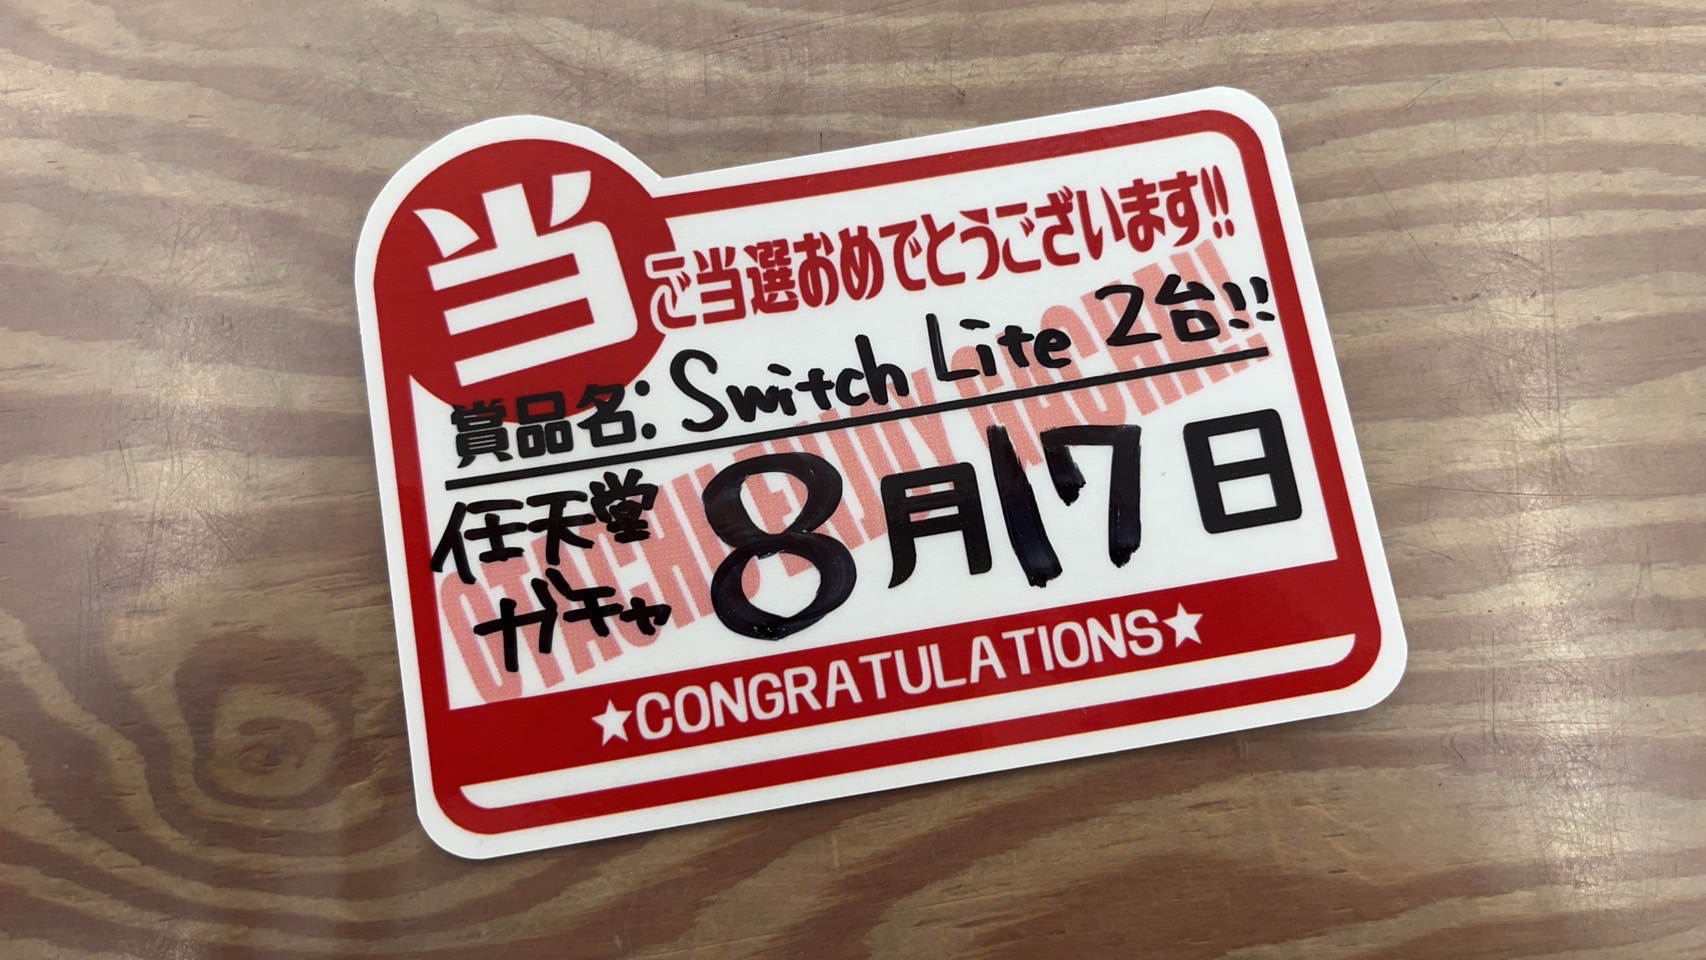 当
ご当選おめでとうございます!!
賞品名: Switch Lite 2台!!
任天堂
ガチャ
8月17日
★CONGRATULATIONS★